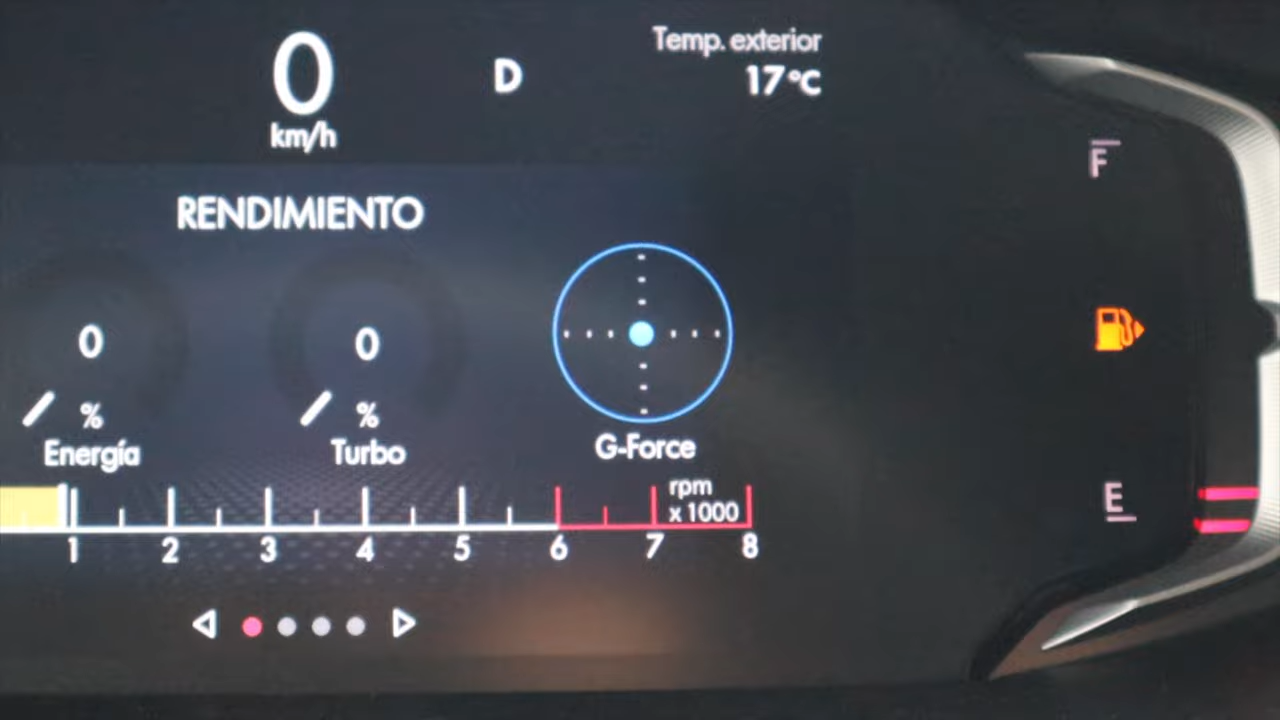 0
km/h
D
Temp. exterior
17°C
F
RENDIMIENTO
0
%
Energía
0
%
Turbo
G-Force
E
rpm
x 1000
1 2 3 4 5 6 7 8